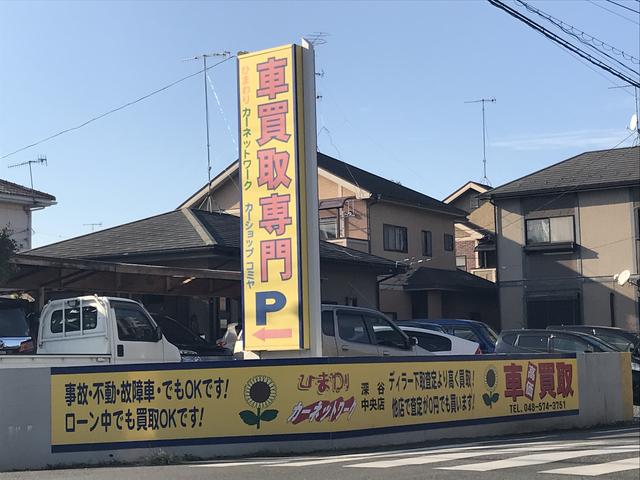 車買取専門
ひまわり カーネットワーク カーショップコミヤ
P
事故・不動・故障車・でもOKです!
ローン中でも買取OKです!
ひまわり
カーネットワーク
深谷
中央店
ディラー下取査定より高く買取!
他店で査定が0円でも買います!
車高価買取
TEL.048-574-3751